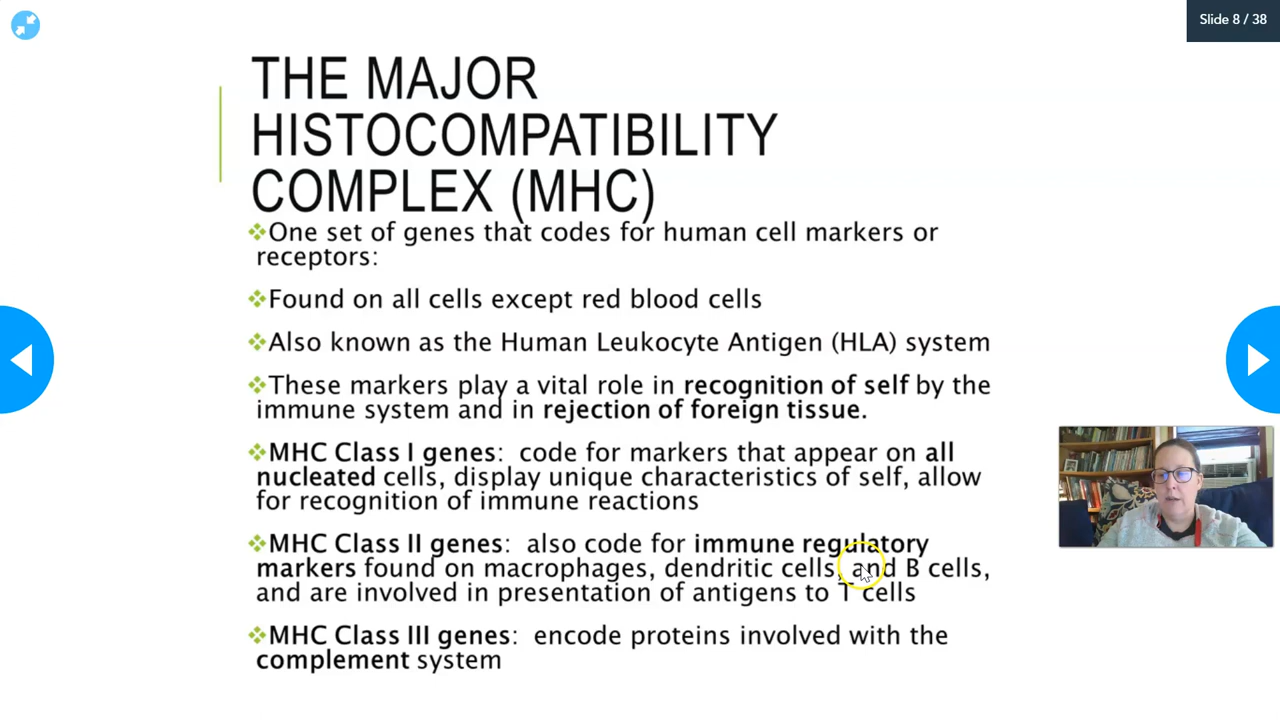 Slide 8 / 38
THE MAJOR
HISTOCOMPATIBILITY
COMPLEX (MHC)
❖One set of genes that codes for human cell markers or
receptors:
❖Found on all cells except red blood cells
❖Also known as the Human Leukocyte Antigen (HLA) system
❖These markers play a vital role in recognition of self by the
immune system and in rejection of foreign tissue.
❖MHC Class I genes: code for markers that appear on all
nucleated cells, display unique characteristics of self, allow
for recognition of immune reactions
❖MHC Class II genes: also code for immune regulatory
markers found on macrophages, dendritic cells, and B cells,
and are involved in presentation of antigens to T cells
❖MHC Class III genes: encode proteins involved with the
complement system